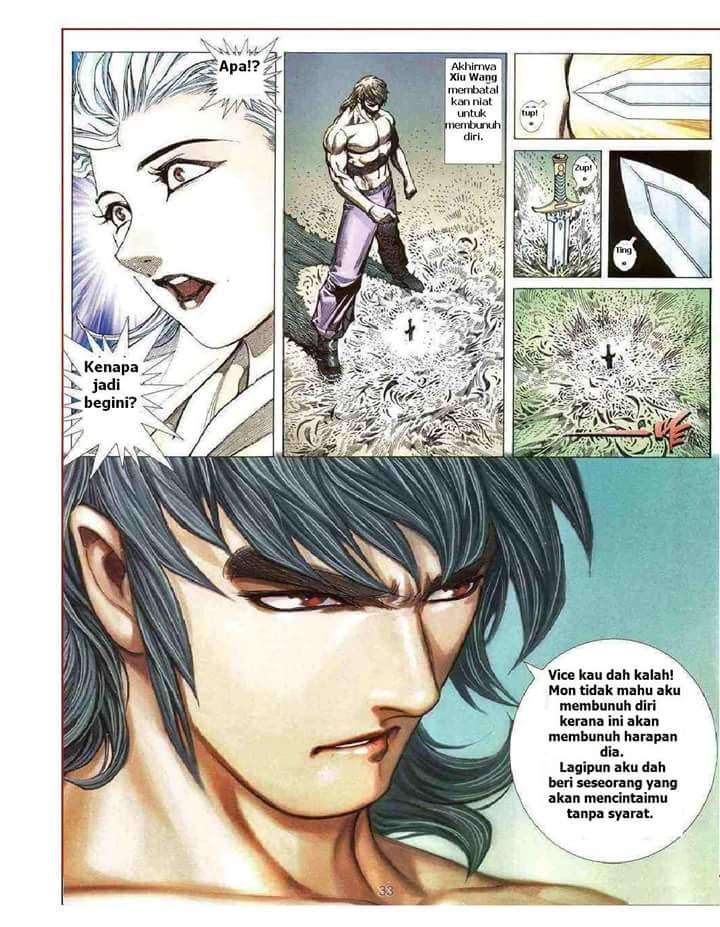 Apa!?
Kenapa
jadi
begini?
Akhirnya
Xiu Wang
membatal
kan niat
untuk
membunuh
diri.
tup!
Zup!
Ting
Vice kau dah kalah!
Mon tidak mahu aku
membunuh diri
kerana ini akan
membunuh harapan
dia.
Lagipun aku dah
beri seseorang yang
akan mencintaimu
tanpa syarat.
33